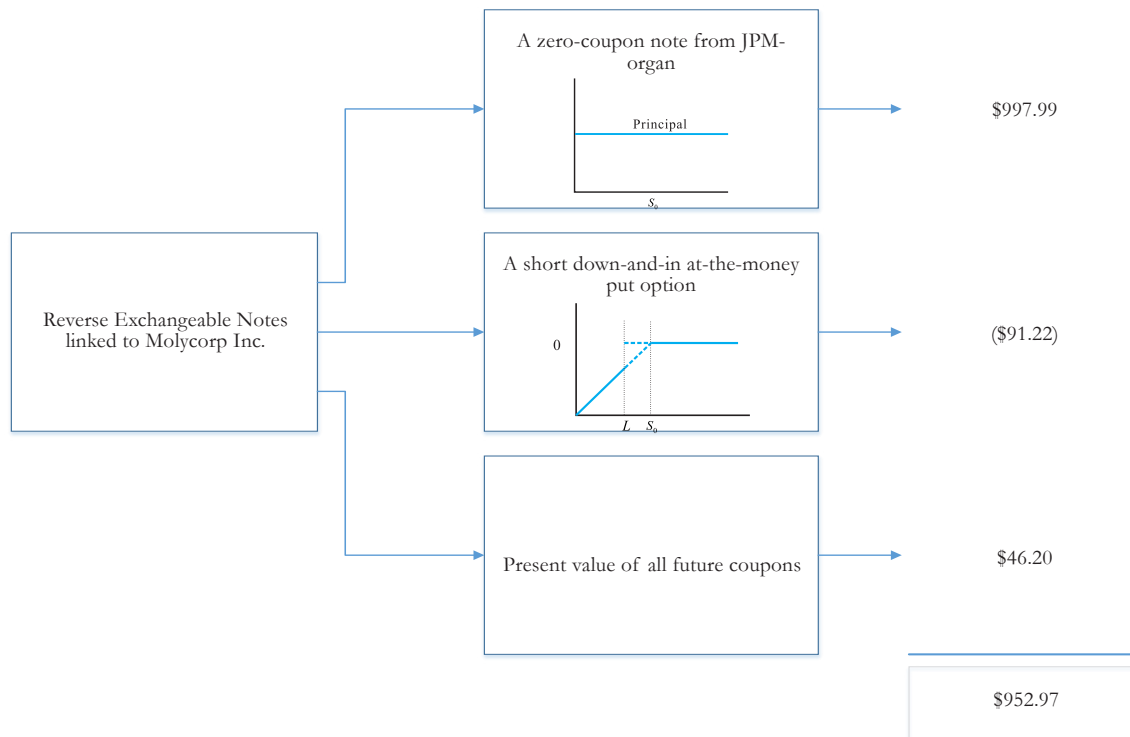 A zero-coupon note from JPM-
organ
Principal
S₀
$997.99
Reverse Exchangeable Notes
linked to Molycorp Inc.
A short down-and-in at-the-money
put option
0
L S₀
($91.22)
Present value of all future coupons
$46.20
$952.97